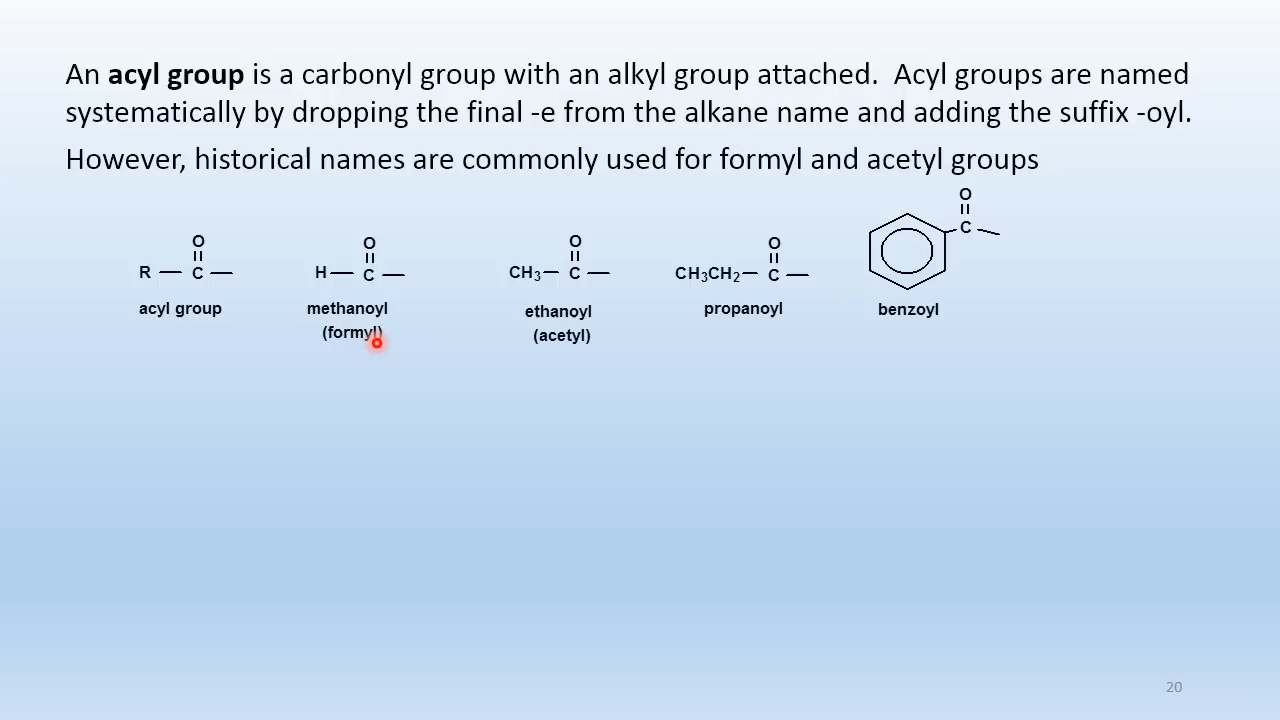 An acyl group is a carbonyl group with an alkyl group attached.  Acyl groups are named
systematically by dropping the final -e from the alkane name and adding the suffix -oyl.
However, historical names are commonly used for formyl and acetyl groups
O O O O O
R — C — H — C — CH₃ — C — CH₃CH₂ — C — C
acyl group methanoyl ethanoyl propanoyl benzoyl
(formyl) (acetyl)
20